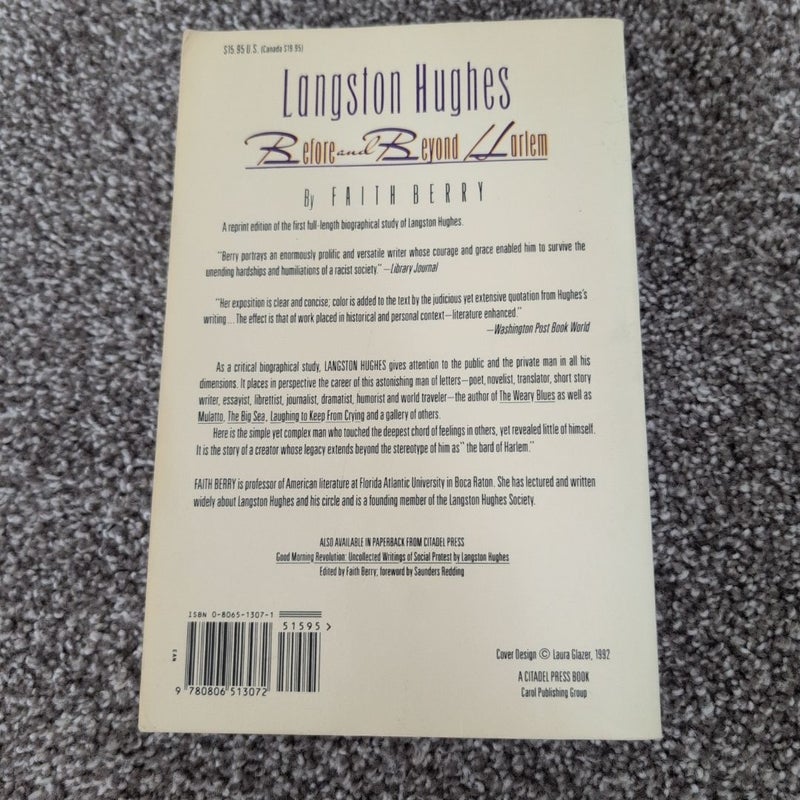 $15.95 U.S. (Canada $19.95)
Langston Hughes
Before and Beyond Harlem
By FAITH BERRY
A reprint edition of the first full-length biographical study of Langston Hughes.
"Berry portrays an enormously prolific and versatile writer whose courage and grace enabled him to survive the
unending hardships and humiliations of a racist society." —Library Journal
"Her exposition is clear and concise; color is added to the text by the judicious yet extensive quotation from Hughes's
writing.... The effect is that of work placed in historical and personal context—literature enhanced."
—Washington Post Book World
As a critical biographical study, LANGSTON HUGHES gives attention to the public and the private man in all his
dimensions. It places in perspective the career of this astonishing man of letters—poet, novelist, translator, short story
writer, essayist, librettist, journalist, dramatist, humorist and world traveler—the author of The Weary Blues as well as
Mulatto, The Big Sea, Laughing to Keep From Crying and a gallery of others.
Here is the simple yet complex man who touched the deepest chord of feelings in others, yet revealed little of himself.
It is the story of a creator whose legacy extends beyond the stereotype of him as "the bard of Harlem."
FAITH BERRY is professor of American literature at Florida Atlantic University in Boca Raton. She has lectured and written
widely about Langston Hughes and his circle and is a founding member of the Langston Hughes Society.
ALSO AVAILABLE IN PAPERBACK FROM CITADEL PRESS
Good Morning Revolution: Uncollected Writings of Social Protest by Langston Hughes
Edited by Faith Berry; foreword by Saunders Redding
ISBN 0-8065-1307-1
51595>
EAN
9 780806 513072
Cover Design © Laura Glazer, 1992
A CITADEL PRESS BOOK
Carol Publishing Group